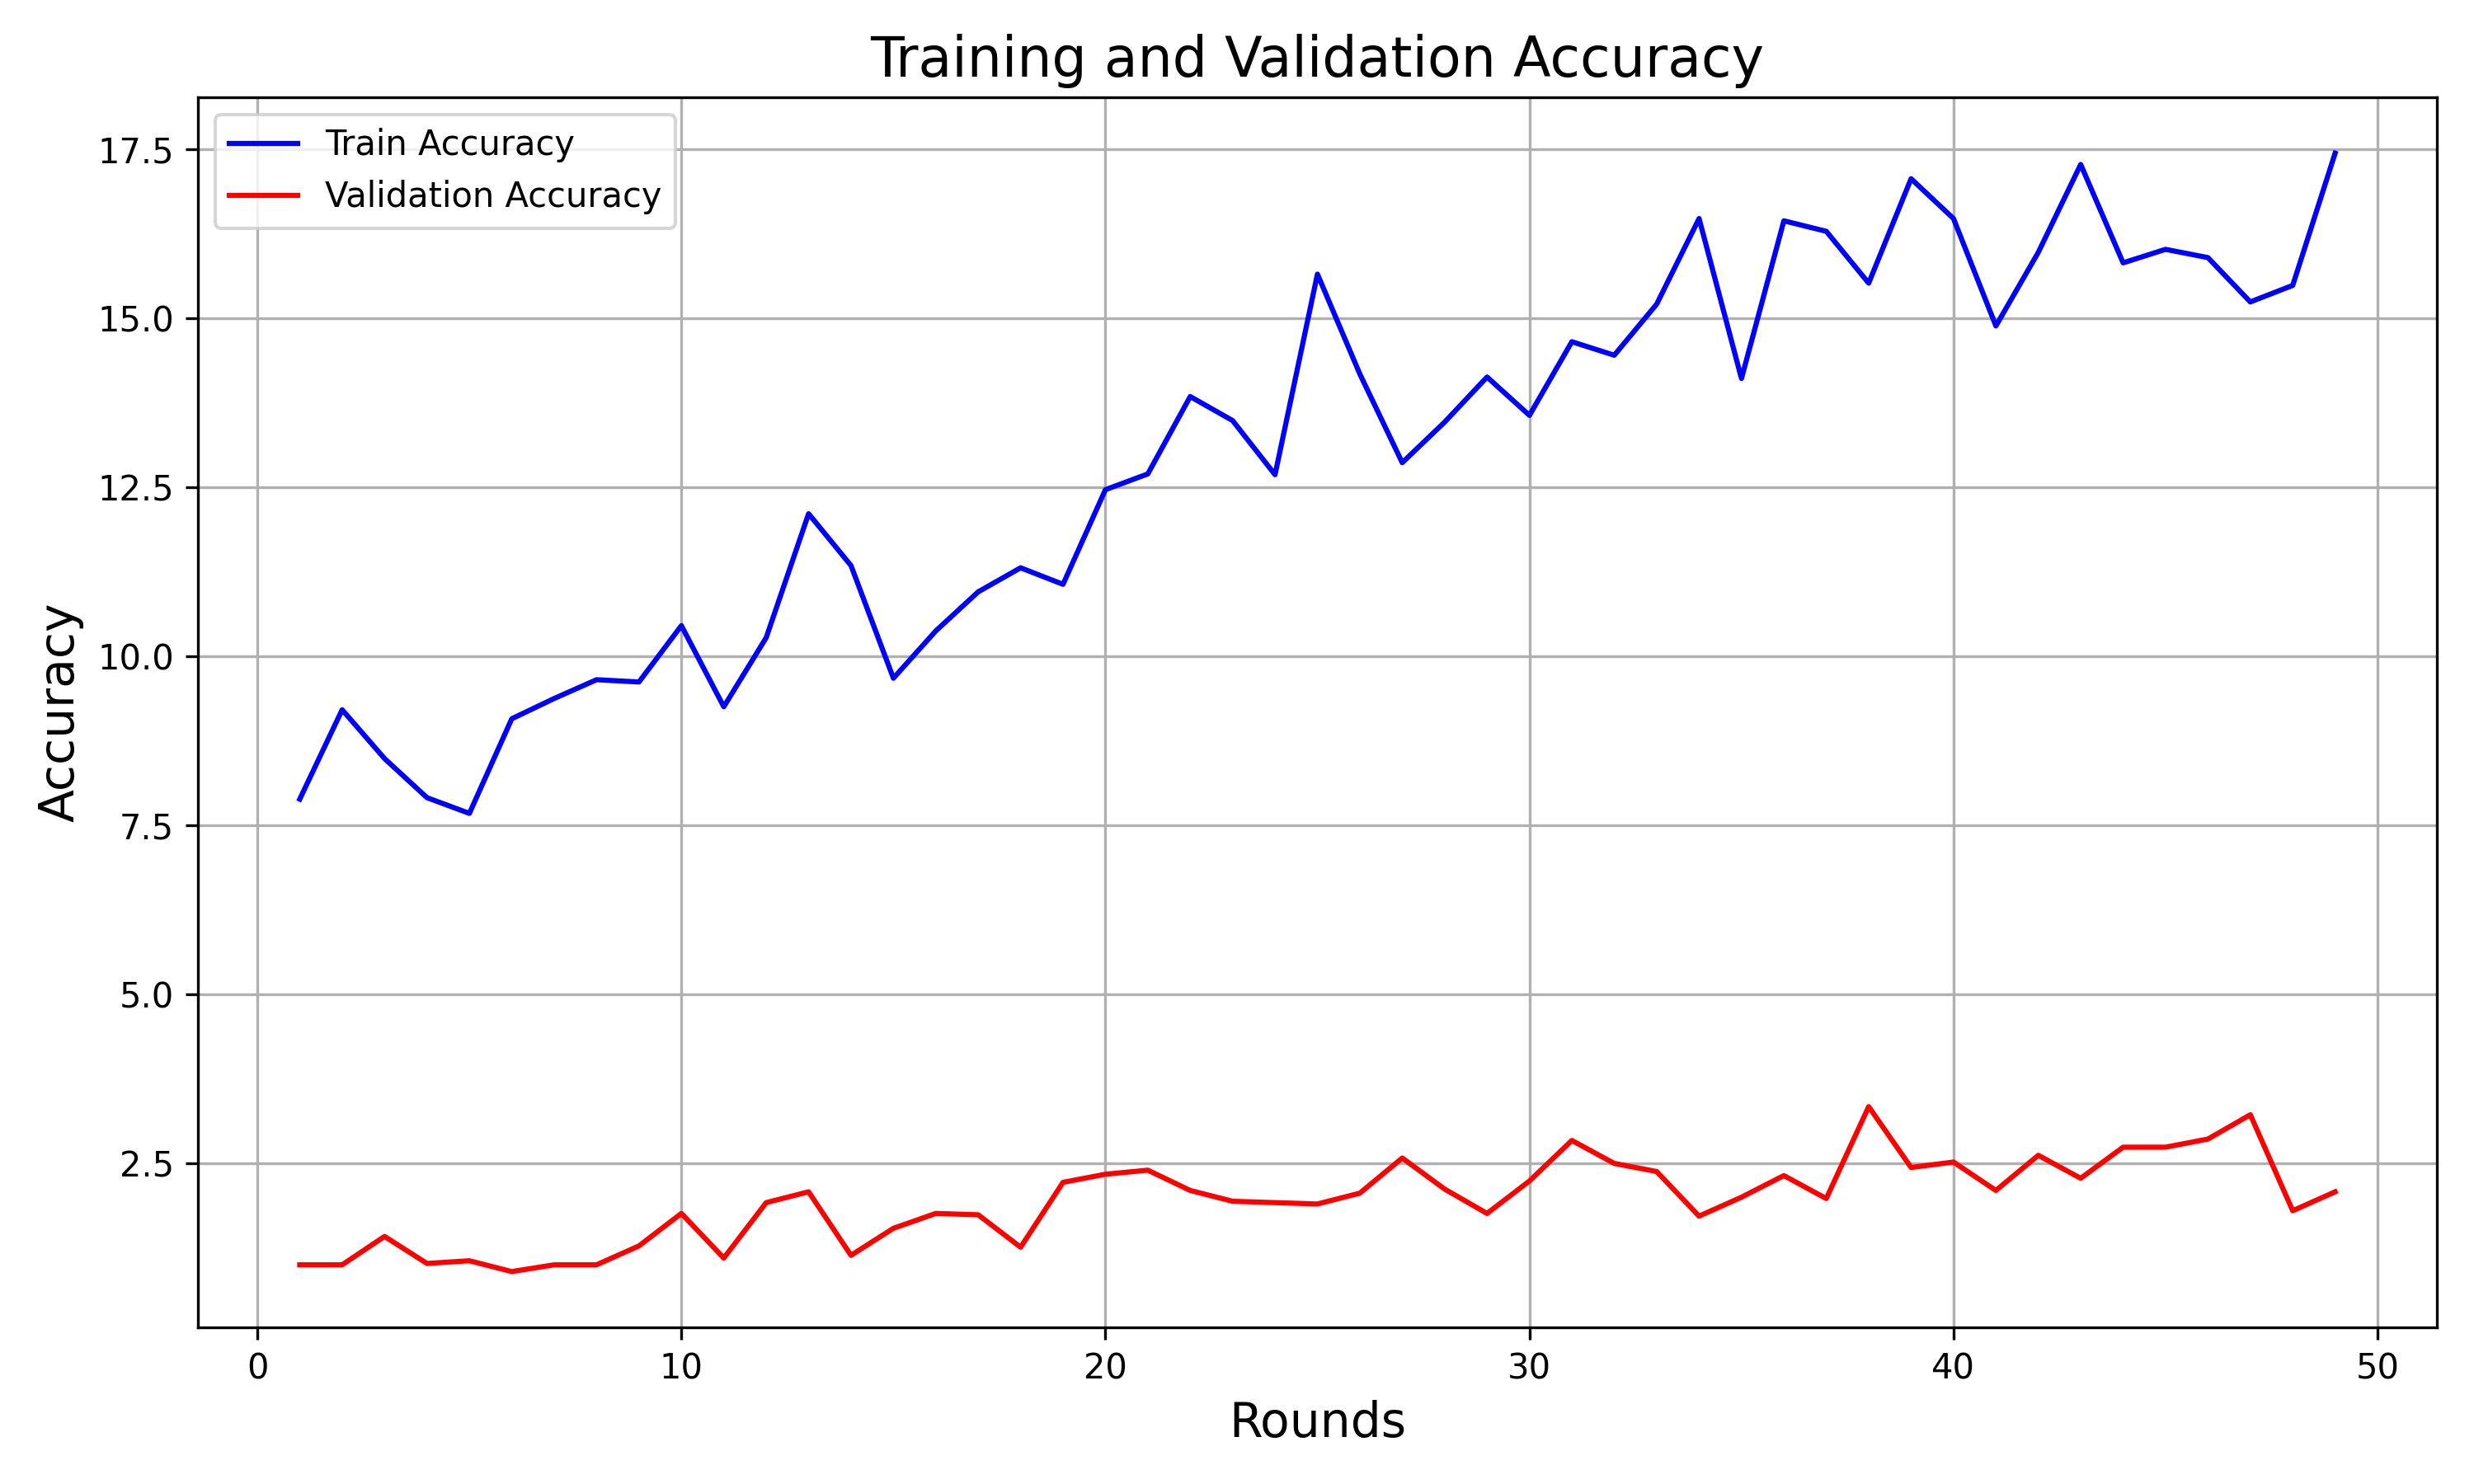 Training and Validation Accuracy
Train Accuracy
Validation Accuracy
17.5
15.0
12.5
10.0
7.5
5.0
2.5
Accuracy
0 10 20 30 40 50
Rounds